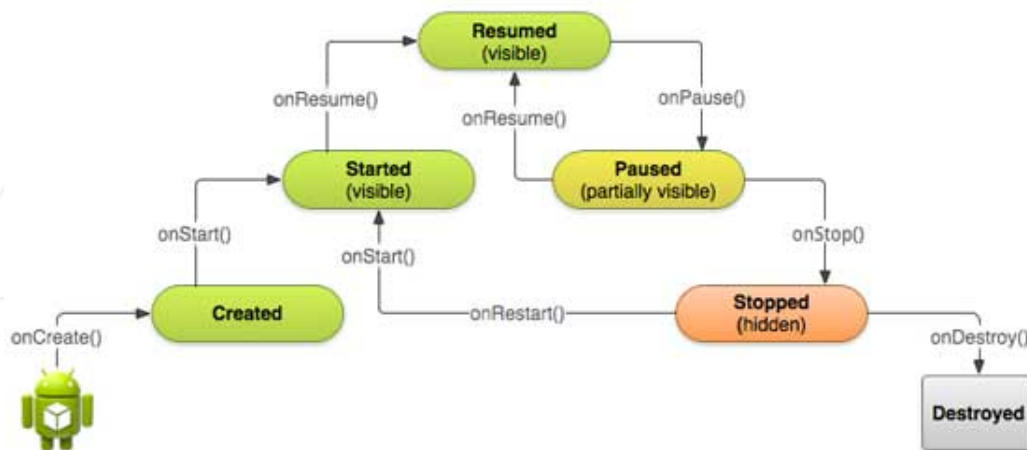 Resumed
(visible)
onResume()
onResume()
onPause()
Started
(visible)
Paused
(partially visible)
onStart()
onStart()
onStop()
Created
onRestart()
Stopped
(hidden)
onCreate()
onDestroy()
Destroyed